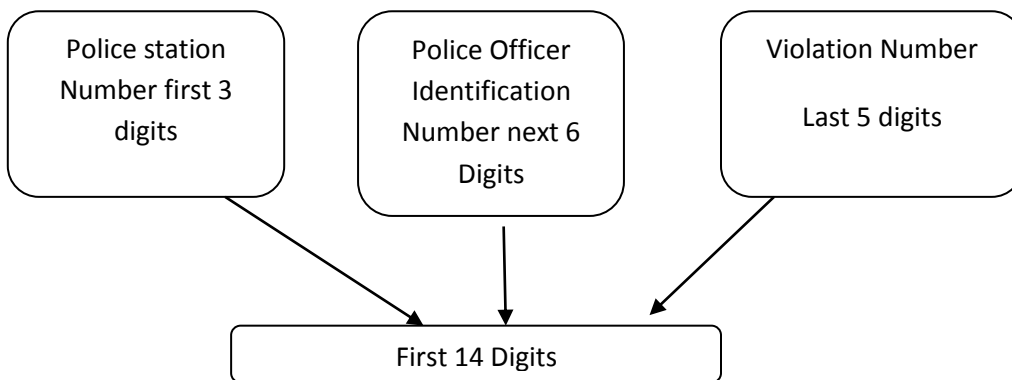 Police station
Number first 3
digits
Police Officer
Identification
Number next 6
Digits
Violation Number
Last 5 digits
First 14 Digits